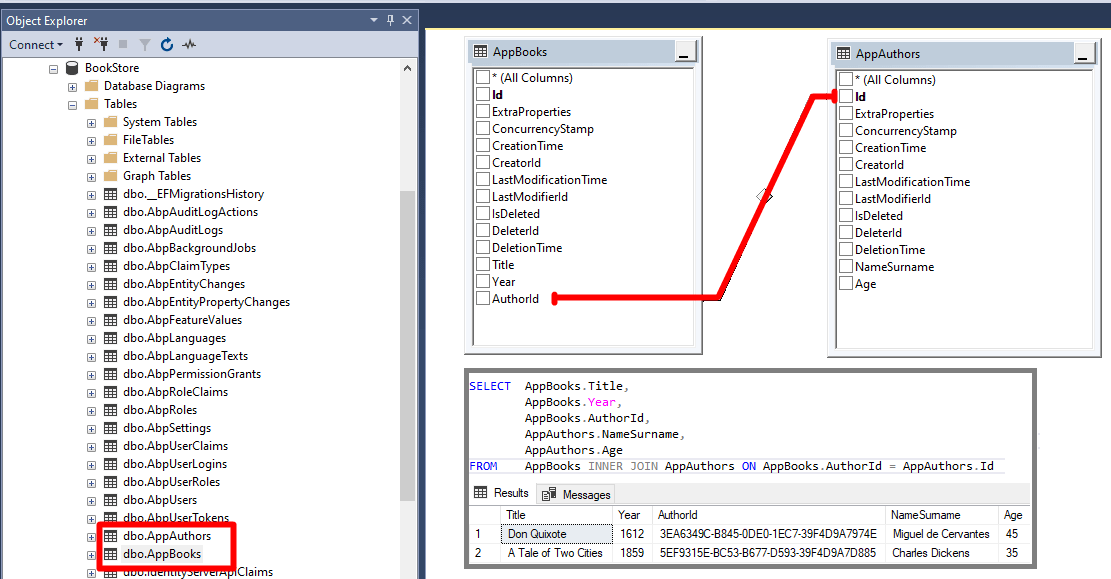 Object Explorer
Connect
BookStore
Database Diagrams
Tables
System Tables
FileTables
External Tables
Graph Tables
dbo.__EFMigrationsHistory
dbo.AbpAuditLogActions
dbo.AbpAuditLogs
dbo.AbpBackgroundJobs
dbo.AbpClaimTypes
dbo.AbpEntityChanges
dbo.AbpEntityPropertyChanges
dbo.AbpFeatureValues
dbo.AbpLanguages
dbo.AbpLanguageTexts
dbo.AbpPermissionGrants
dbo.AbpRoleClaims
dbo.AbpRoles
dbo.AbpSettings
dbo.AbpUserClaims
dbo.AbpUserLogins
dbo.AbpUserRoles
dbo.AbpUsers
dbo.AbpUserTokens
dbo.AppAuthors
dbo.AppBooks
dbo.IdentityServerApiClaims
AppBooks
* (All Columns)
Id
ExtraProperties
ConcurrencyStamp
CreationTime
CreatorId
LastModificationTime
LastModifierId
IsDeleted
DeleterId
DeletionTime
Title
Year
AuthorId
AppAuthors
* (All Columns)
Id
ExtraProperties
ConcurrencyStamp
CreationTime
CreatorId
LastModificationTime
LastModifierId
IsDeleted
DeleterId
DeletionTime
NameSurname
Age
SELECT AppBooks.Title,
AppBooks.Year,
AppBooks.AuthorId,
AppAuthors.NameSurname,
AppAuthors.Age
FROM AppBooks INNER JOIN AppAuthors ON AppBooks.AuthorId = AppAuthors.Id
Results Messages
Title Year AuthorId NameSurname Age
1 Don Quixote 1612 3EA6349C-B845-0DE0-1EC7-39F4D9A7974E Miguel de Cervantes 45
2 A Tale of Two Cities 1859 5EF9315E-BC53-B677-D593-39F4D9A7D885 Charles Dickens 35